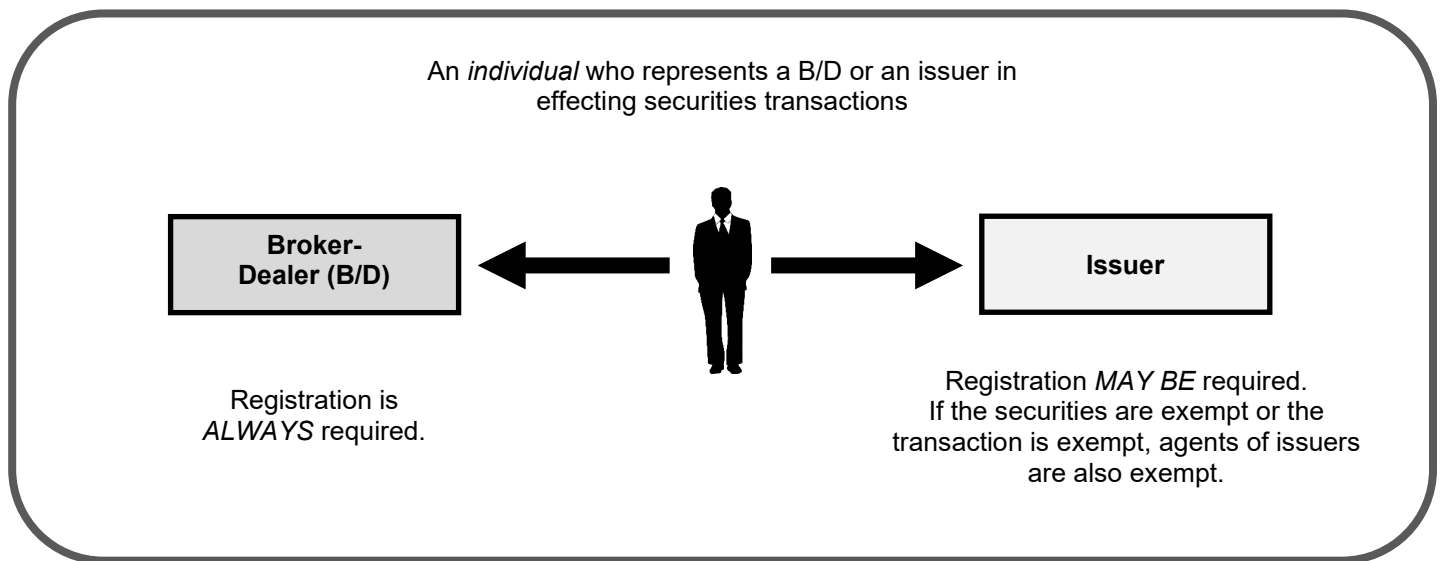 An individual who represents a B/D or an issuer in
effecting securities transactions
Broker-
Dealer (B/D)
Issuer
Registration is
ALWAYS required.
Registration MAY BE required.
If the securities are exempt or the
transaction is exempt, agents of issuers
are also exempt.